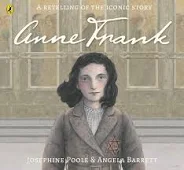 A RETELLING OF THE ICONIC STORY
Anne Frank
JOSEPHINE POOLE & ANGELA BARRETT